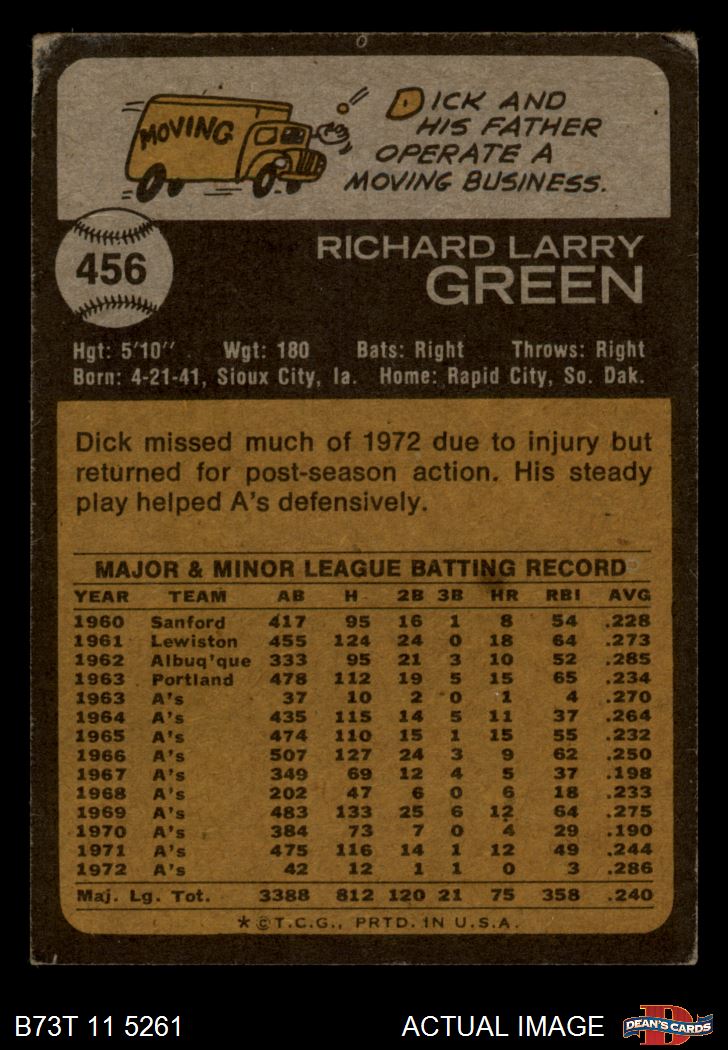 MOVING
DICK AND
HIS FATHER
OPERATE A
MOVING BUSINESS.
456
RICHARD LARRY
GREEN
Hgt: 5'10" Wgt: 180 Bats: Right Throws: Right
Born: 4-21-41, Sioux City, Ia. Home: Rapid City, So. Dak.
Dick missed much of 1972 due to injury but
returned for post-season action. His steady
play helped A's defensively.
MAJOR & MINOR LEAGUE BATTING RECORD
YEAR TEAM AB H 2B 3B HR RBI AVG
1960 Sanford 417 95 16 1 8 54 .228
1961 Lewiston 455 124 24 0 18 64 .273
1962 Albuq'que 333 95 21 3 10 52 .285
1963 Portland 478 112 19 5 15 65 .234
1963 A's 37 10 2 0 1 4 .270
1964 A's 435 115 14 5 11 37 .264
1965 A's 474 110 15 1 15 55 .232
1966 A's 507 127 24 3 9 62 .250
1967 A's 349 69 12 4 5 37 .198
1968 A's 202 47 6 0 6 18 .233
1969 A's 483 133 25 6 12 64 .275
1970 A's 384 73 7 0 4 29 .190
1971 A's 475 116 14 1 12 49 .244
1972 A's 42 12 1 1 0 3 .286
Maj. Lg. Tot. 3388 812 120 21 75 358 .240
*©T.C.G., PRTD. IN U.S.A.
B73T 11 5261 ACTUAL IMAGE D DEAN'S CARDS